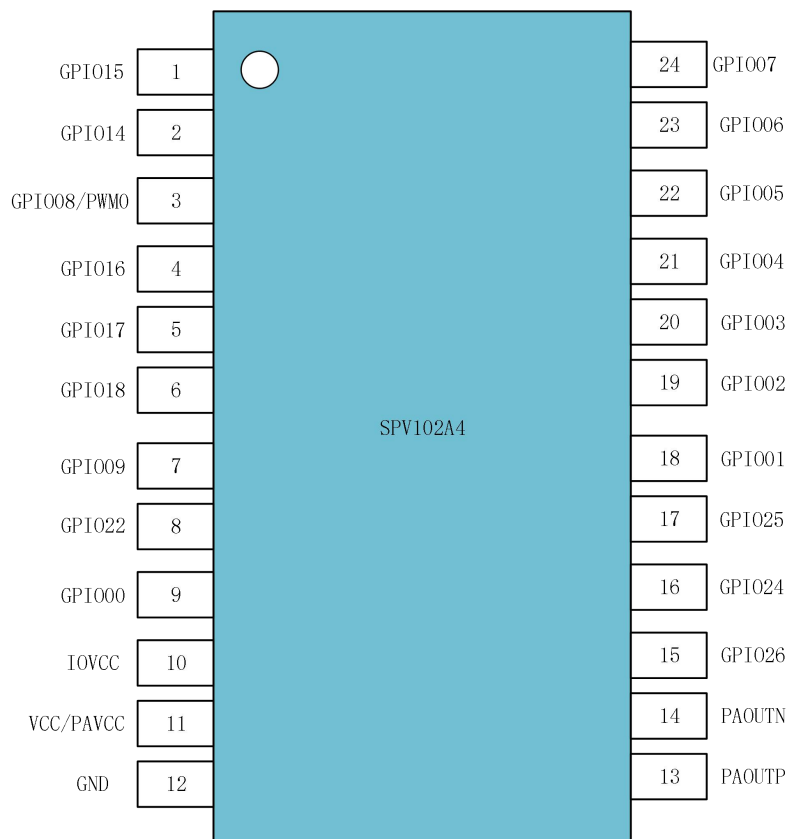 GPIO15 1
GPIO14 2
GPIO08/PWM0 3
GPIO16 4
GPIO17 5
GPIO18 6
GPIO09 7
GPIO22 8
GPIO00 9
IOVCC 10
VCC/PAVCC 11
GND 12
SPV102A4
24 GPIO07
23 GPIO06
22 GPIO05
21 GPIO04
20 GPIO03
19 GPIO02
18 GPIO01
17 GPIO25
16 GPIO24
15 GPIO26
14 PAOUTN
13 PAOUTP